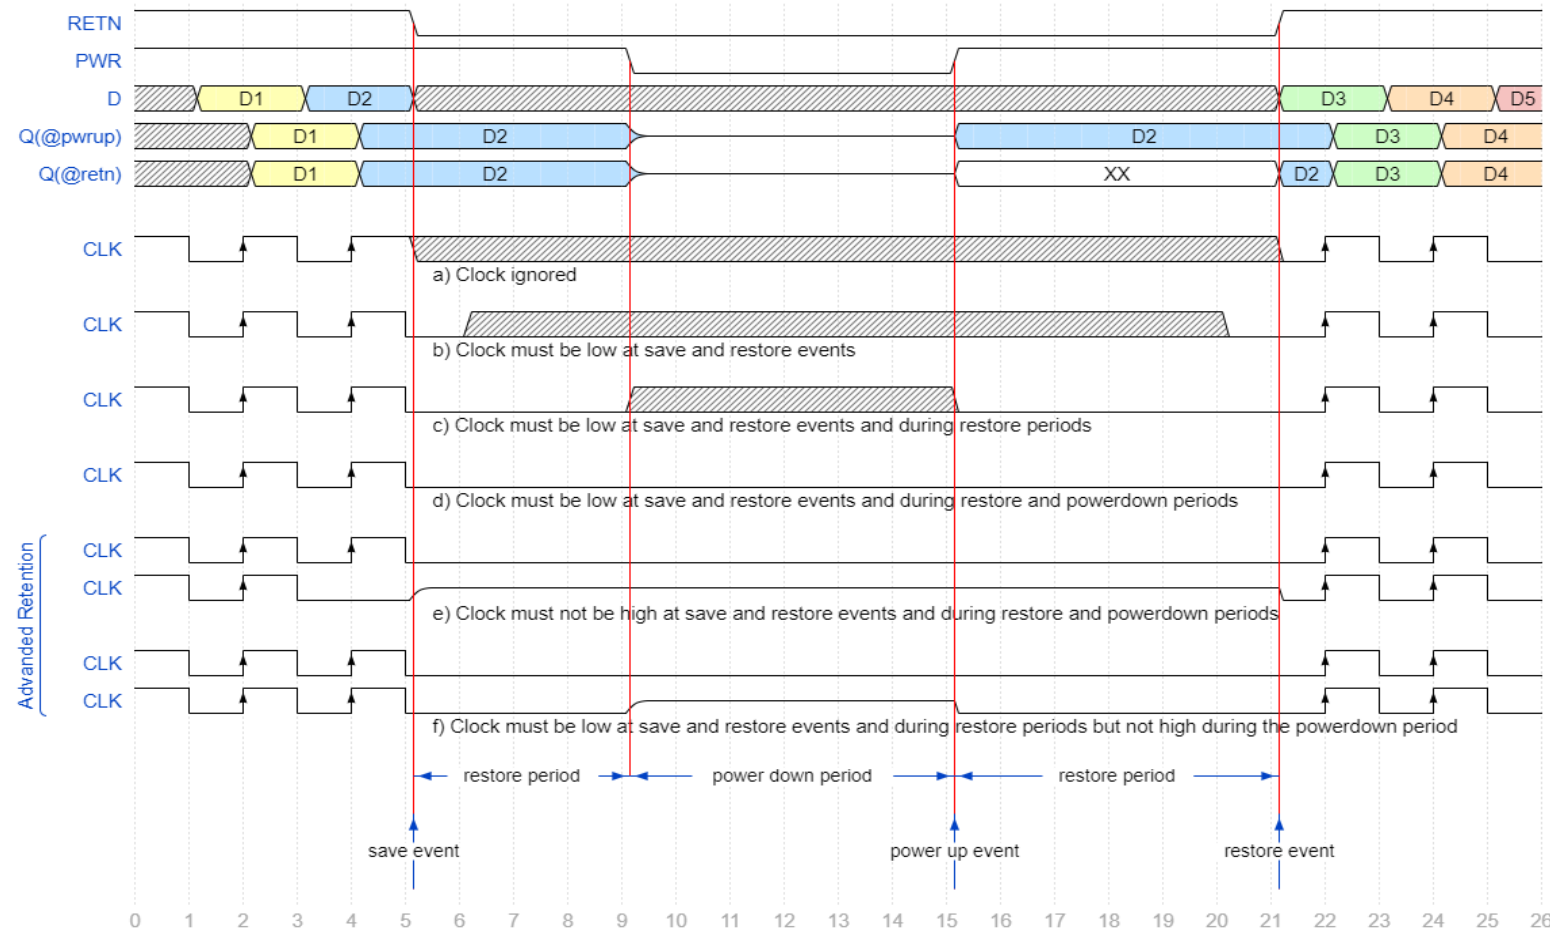 RETN
PWR
D D1 D2 D3 D4 D5
Q(@pwrup) D1 D2 D2 D3 D4
Q(@retn) D1 D2 XX D2 D3 D4
CLK
a) Clock ignored
CLK
b) Clock must be low at save and restore events
CLK
c) Clock must be low at save and restore events and during restore periods
CLK
d) Clock must be low at save and restore events and during restore and powerdown periods
Advanded Retention
CLK
CLK
e) Clock must not be high at save and restore events and during restore and powerdown periods
CLK
CLK
f) Clock must be low at save and restore events and during restore periods but not high during the powerdown period
restore period power down period restore period
save event power up event restore event
0 1 2 3 4 5 6 7 8 9 10 11 12 13 14 15 16 17 18 19 20 21 22 23 24 25 26